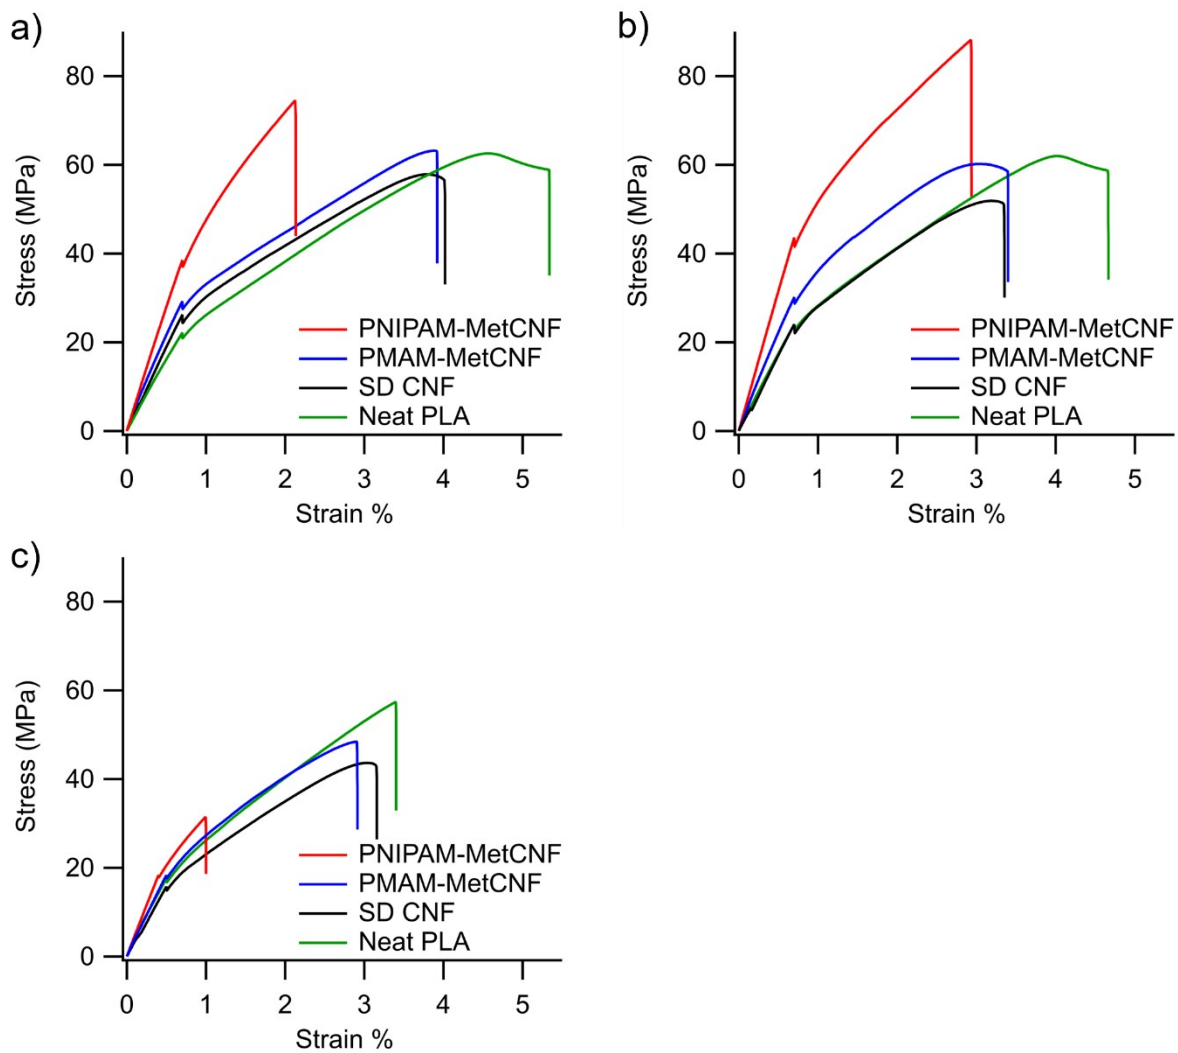 a)
80
60
40
20
0
Stress (MPa)
PNIPAM-MetCNF
PMAM-MetCNF
SD CNF
Neat PLA
0 1 2 3 4 5
Strain %
b)
80
60
40
20
0
Stress (MPa)
PNIPAM-MetCNF
PMAM-MetCNF
SD CNF
Neat PLA
0 1 2 3 4 5
Strain %
c)
80
60
40
20
0
Stress (MPa)
PNIPAM-MetCNF
PMAM-MetCNF
SD CNF
Neat PLA
0 1 2 3 4 5
Strain %